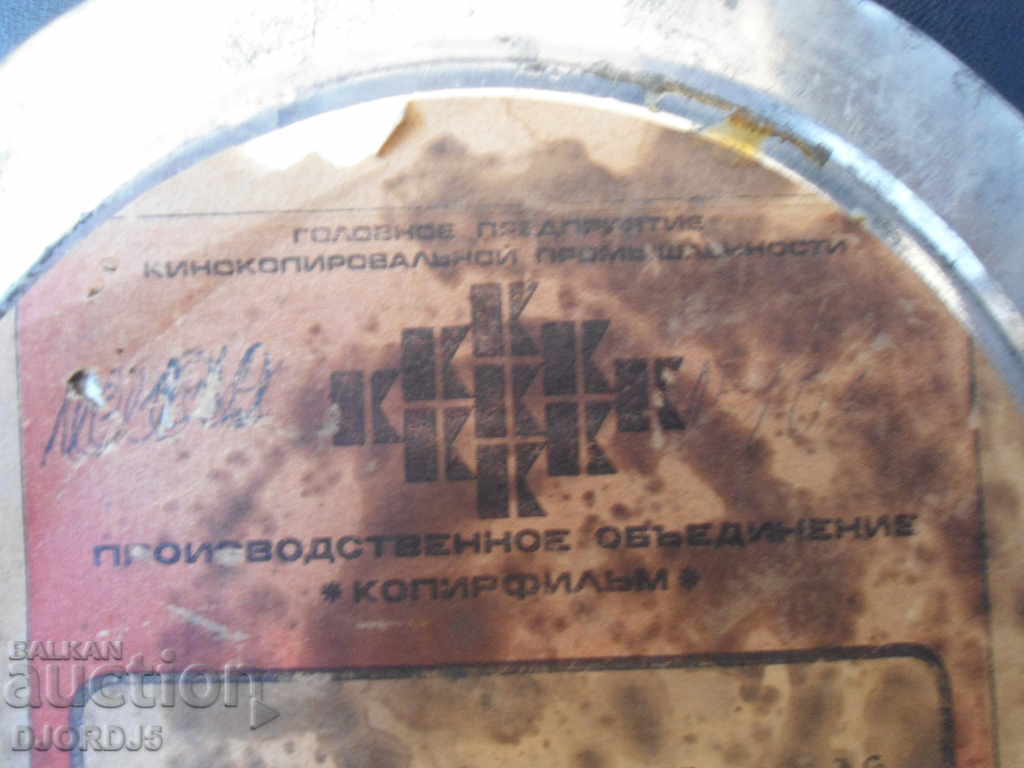 ГОЛОВНОЕ ПРЕДПРИЯТИЕ
КИНОКОПИРОВАЛЬНОЙ ПРОМЫШЛЕННОСТИ
ПРОИЗВОДСТВЕННОЕ ОБЪЕДИНЕНИЕ
* КОПИРФИЛЬМ *
BALKAN
auction
DJORDJ5